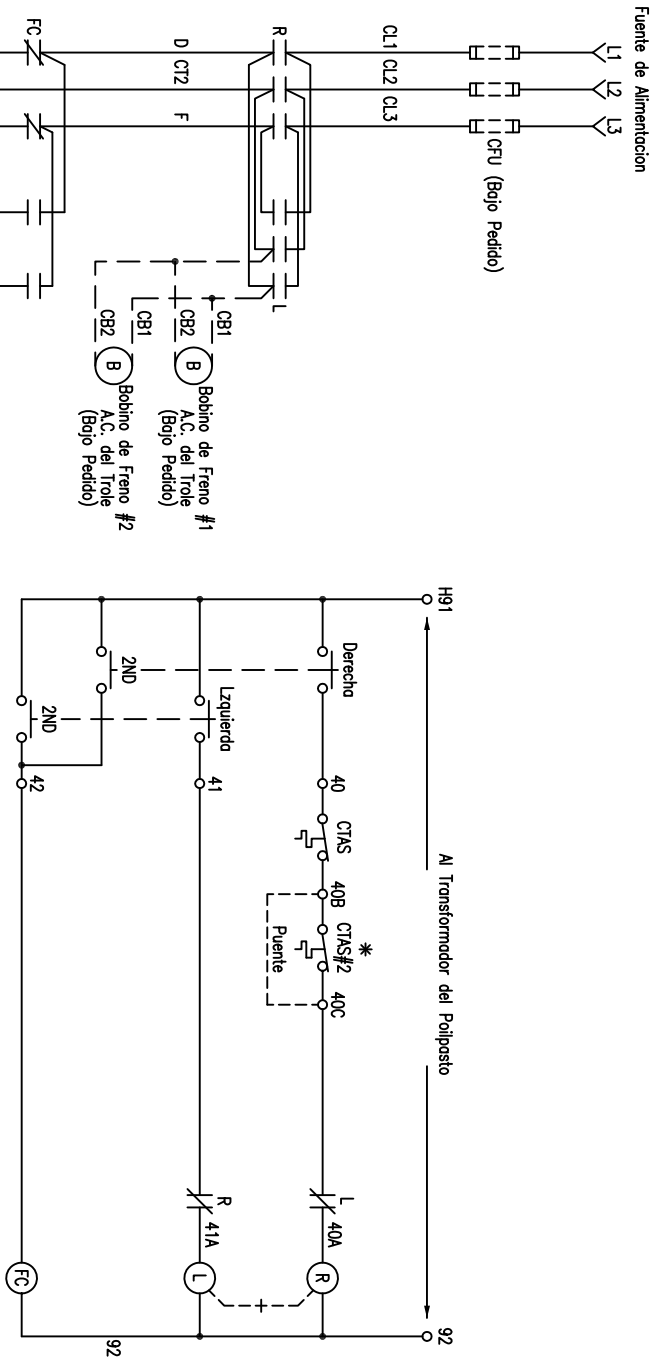 Fuente de Alimentacion
L1
L2
L3
CFU (Bajo Pedido)
CL1
CL2
CL3
R
L
D
CT2
F
FC
CB1
CB2
CB1
CB2
B
B
Bobino de Freno #1
A.C. del Trole
(Bajo Pedido)
Bobino de Freno #2
A.C. del Trole
(Bajo Pedido)
H91
Al Transformador del Poilpasto
92
Derecha
40
CTAS
40B
*
CTAS#2
Puente
40C
L
40A
R
Lzquierda
41
R
41A
L
2ND
2ND
42
FC
92